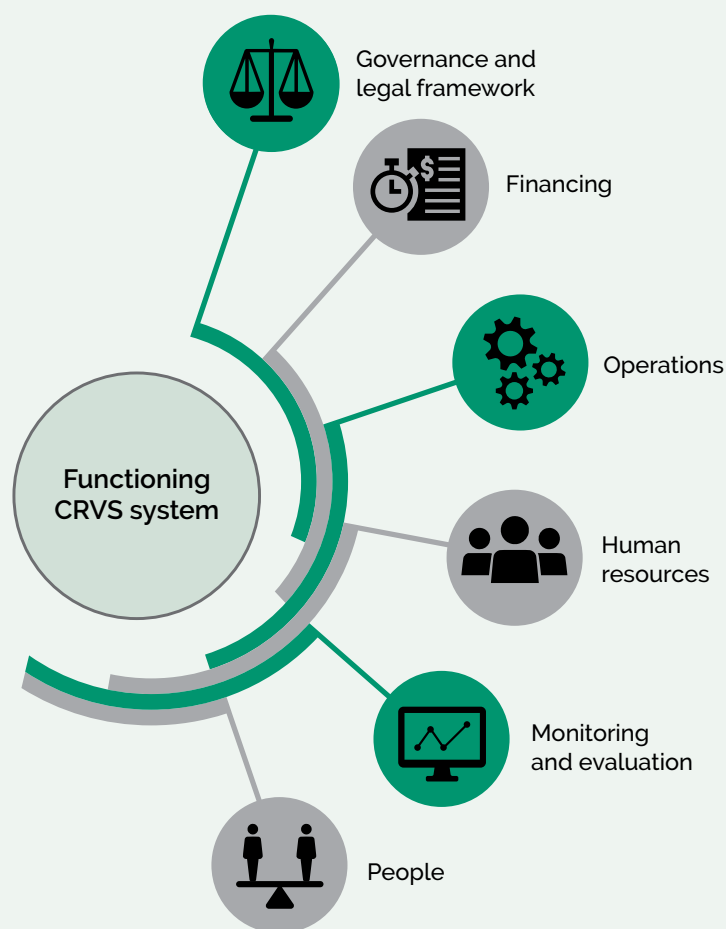 Governance and
legal framework
$
Financing
Operations
Functioning
CRVS system
Human
resources
Monitoring
and evaluation
People